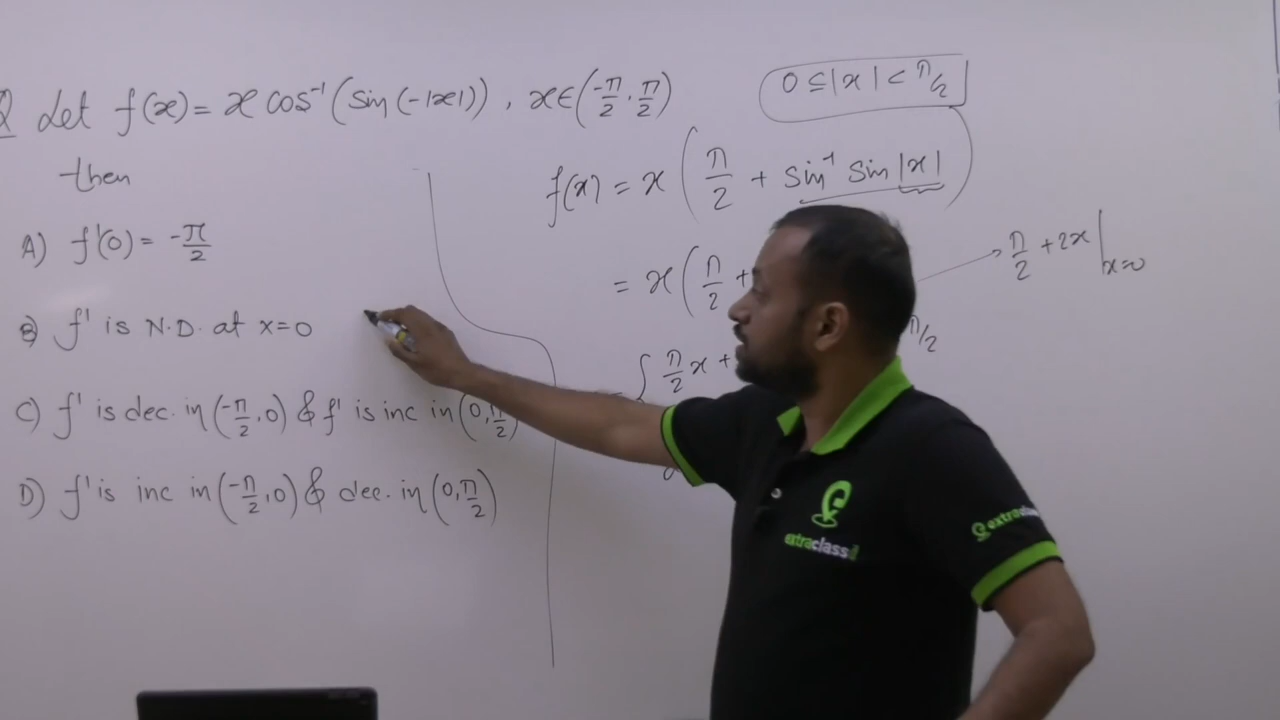 Q Let f(x) = x cos⁻¹(sin(-|x|)), x∈(-π/2, π/2)
then
A) f'(0) = -π/2
B) f' is N.D. at x=0
C) f' is dec. in (-π/2, 0) & f' is inc in (0, π/2)
D) f' is inc in (-π/2, 0) & dec. in (0, π/2)
0 ≤ |x| < π/2
f(x) = x (π/2 + sin⁻¹ sin |x|)
= x (π/2 +
π/2 x +
π/2
π/2 + 2x |x=0
extraclass
extraclass